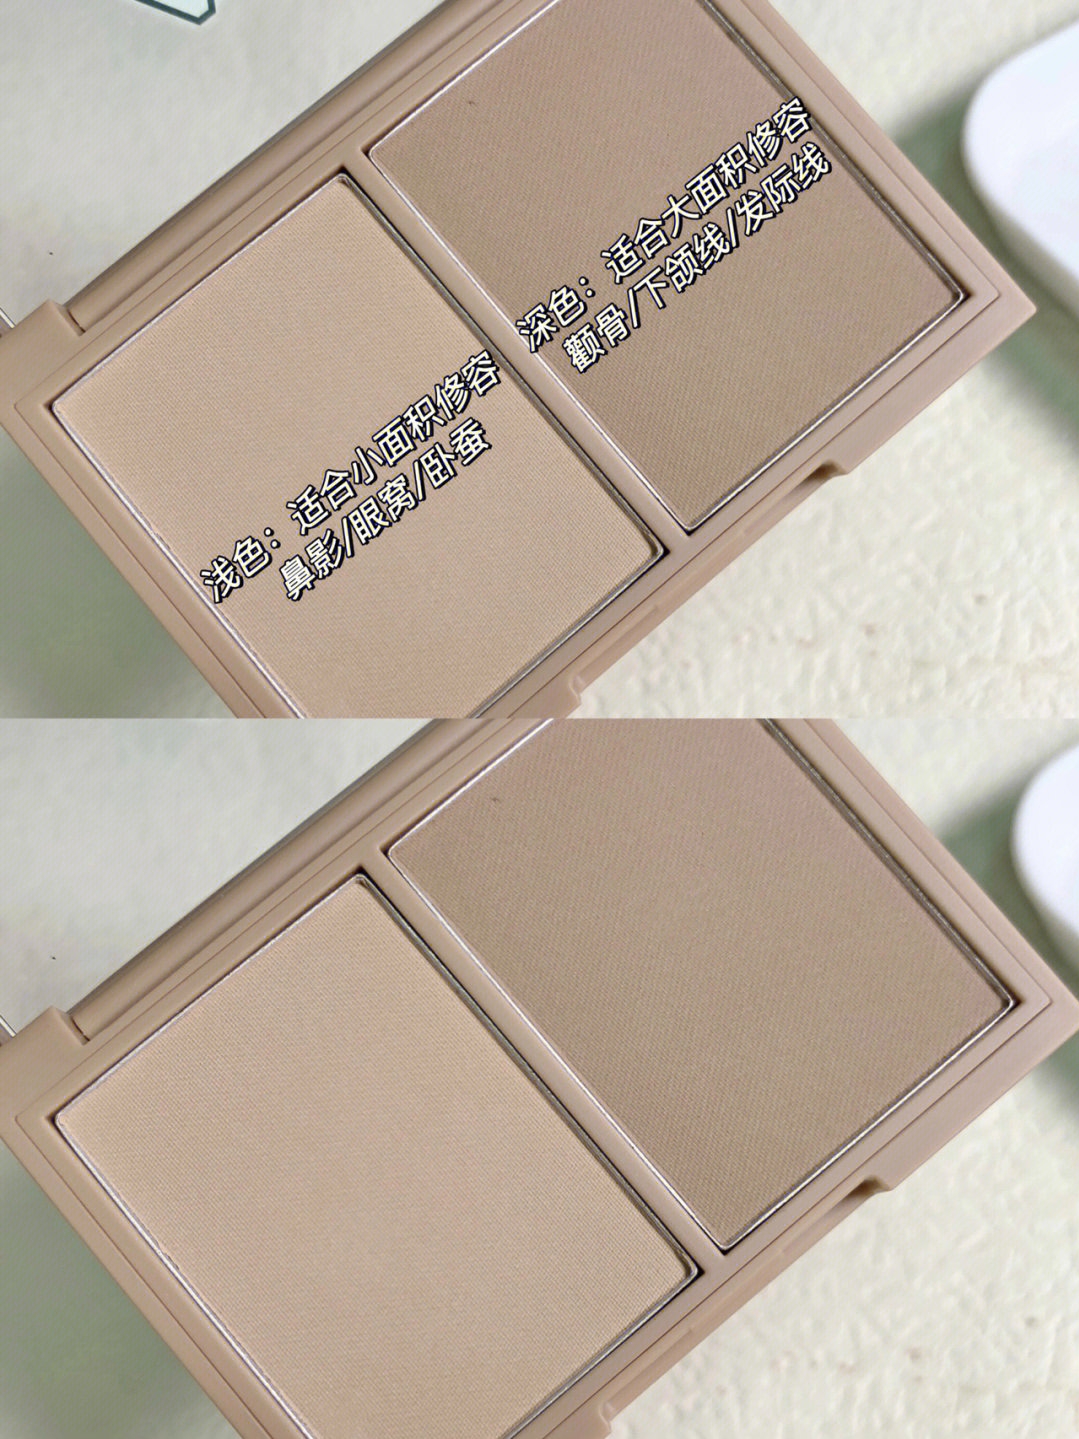 深色：适合大面积修容
颧骨/下颌线/发际线
浅色：适合小面积修容
鼻影/眼窝/卧蚕